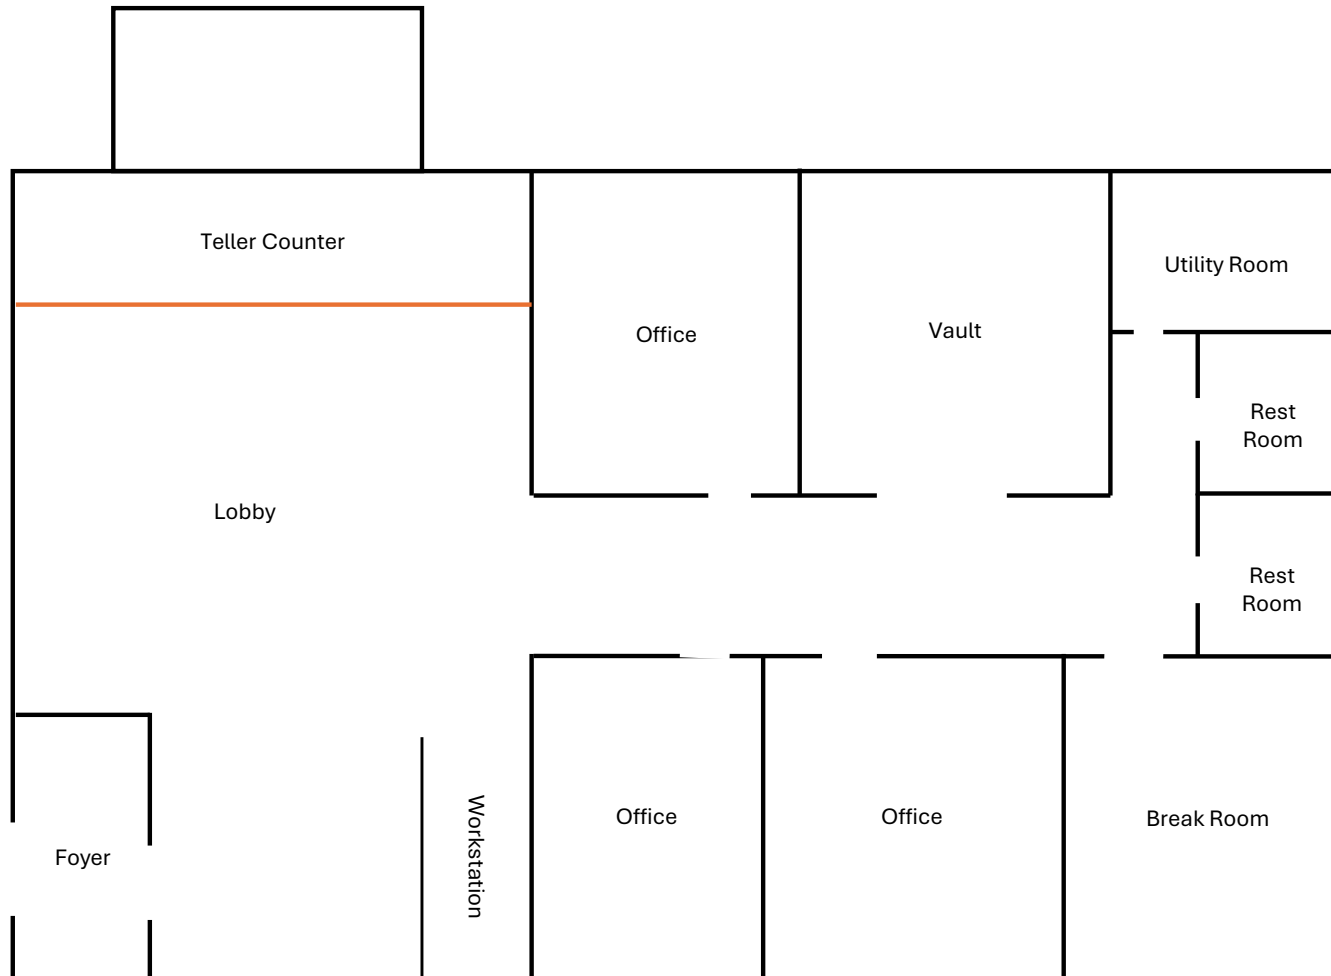 Teller Counter
Utility Room
Office
Vault
Rest
Room
Lobby
Rest
Room
Workstation
Office
Office
Break Room
Foyer